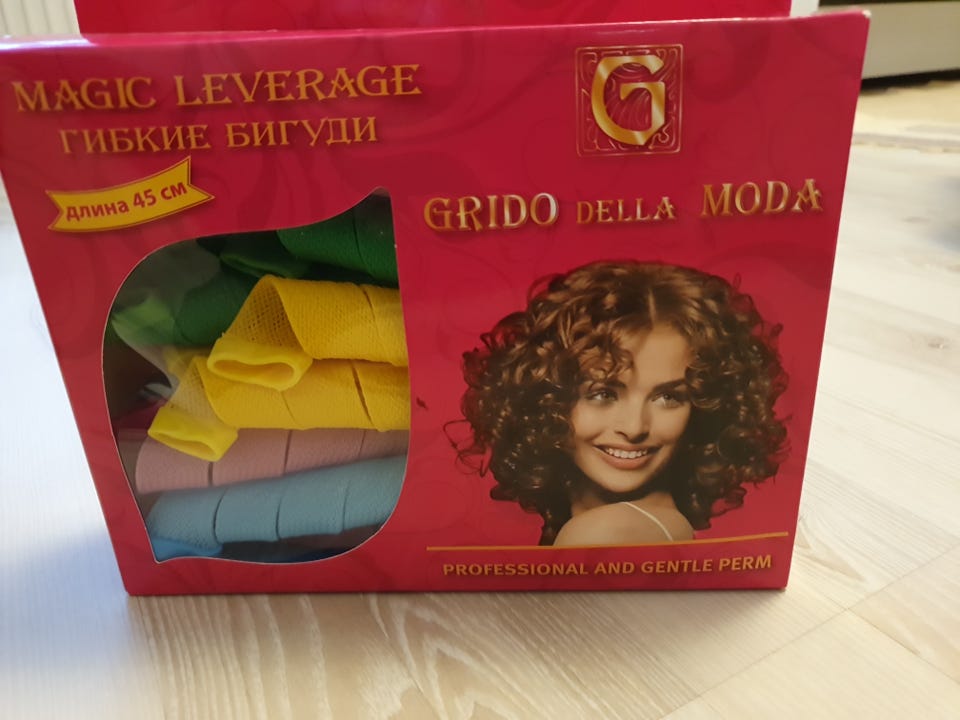 MAGIC LEVERAGE
ГИБКИЕ БИГУДИ
длина 45 см
G
GRIDO DELLA MODA
PROFESSIONAL AND GENTLE PERM